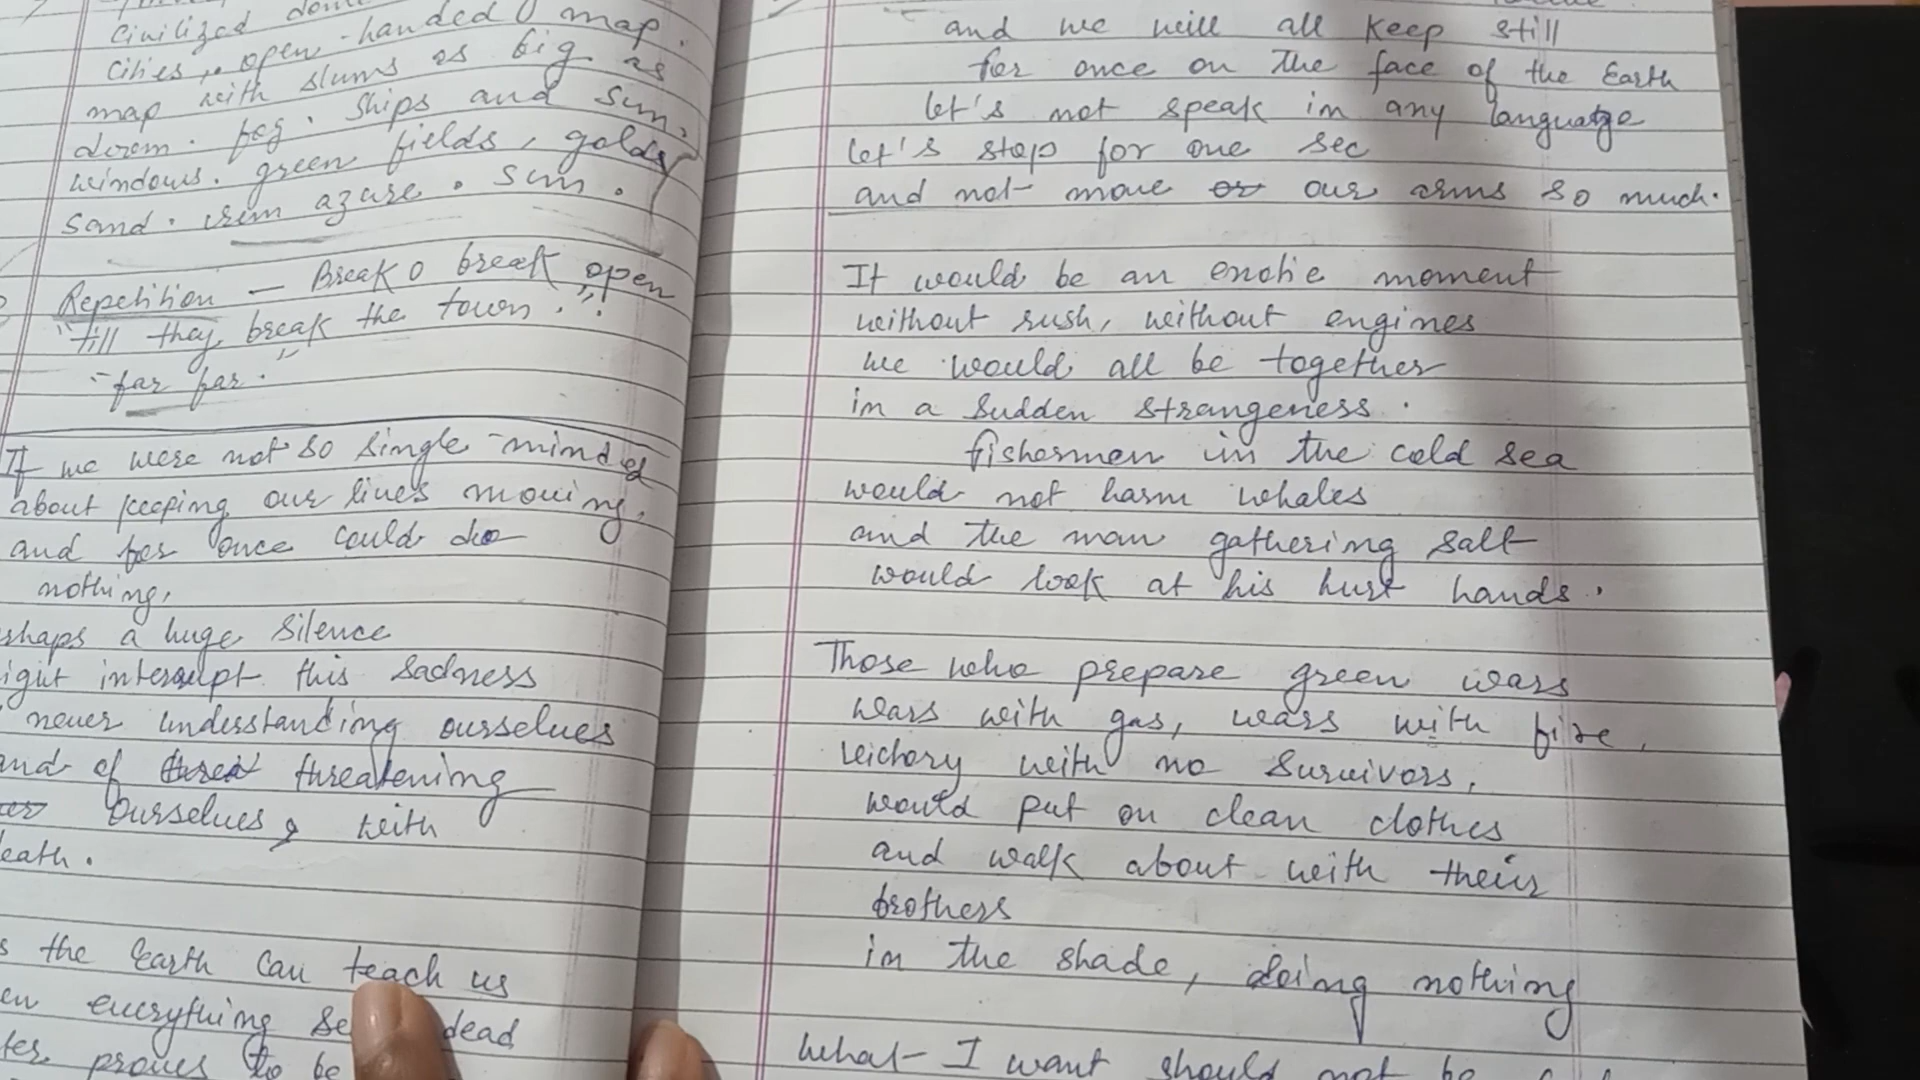 Civilized
cities, open-handed map.
map with slums as big as
doom. fog. Ships and sun.
windows. green fields, gold
sand. azure. sun.
Repetition — Break O break open
"till they break the town."
"far far."
If we were not so single-minded
about keeping our lives moving,
and for once could do
nothing,
a huge Silence
interrupt this sadness
never understanding ourselves
of threatening
ourselves, with
the Earth can teach us
everything dead
proves to be
and we will all keep still
for once on the face of the Earth
let's not speak in any language
let's stop for one sec
and not move our arms so much.
It would be an exotic moment
without rush, without engines
we would all be together
in a sudden strangeness.
fishermen in the cold sea
would not harm whales
and the man gathering salt
would look at his hurt hands.
Those who prepare green wars
wars with gas, wars with fire,
victory with no survivors,
would put on clean clothes
and walk about with their
brothers
in the shade, doing nothing
What I want should not be